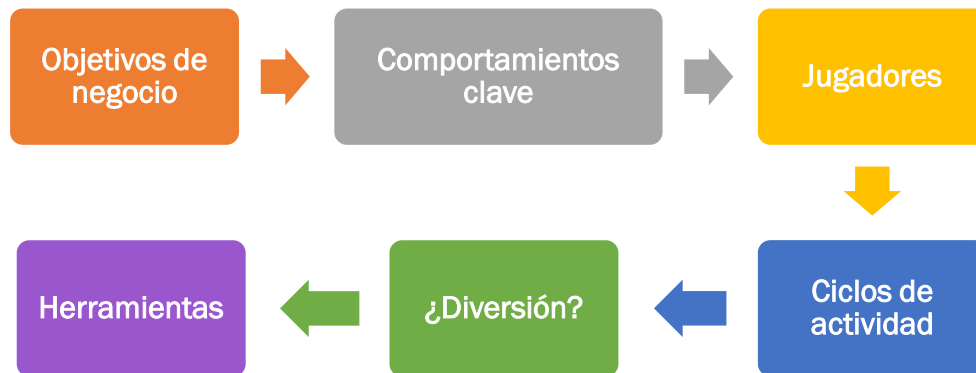 Objetivos de
negocio
Comportamientos
clave
Jugadores
Ciclos de
actividad
¿Diversión?
Herramientas